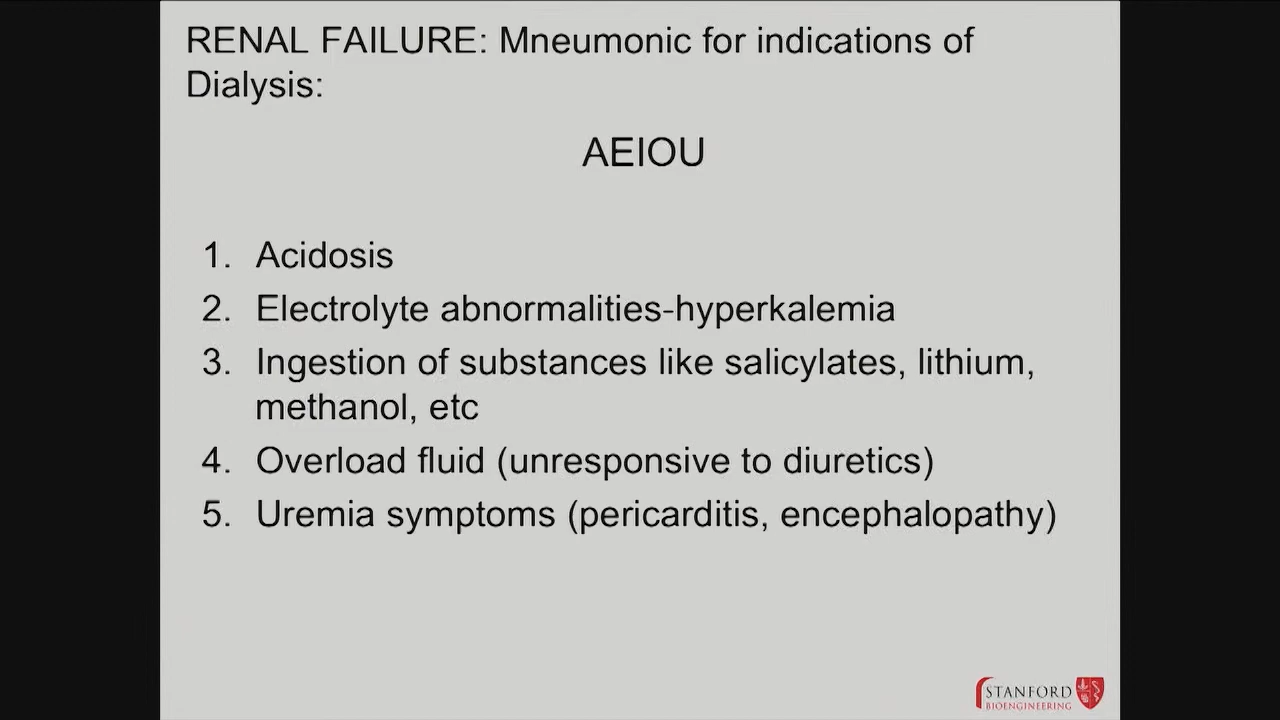 RENAL FAILURE: Mneumonic for indications of
Dialysis:
AEIOU
1. Acidosis
2. Electrolyte abnormalities-hyperkalemia
3. Ingestion of substances like salicylates, lithium,
methanol, etc
4. Overload fluid (unresponsive to diuretics)
5. Uremia symptoms (pericarditis, encephalopathy)
STANFORD
BIOENGINEERING